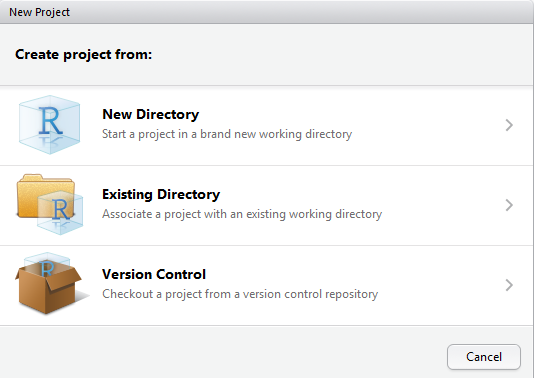 New Project
Create project from:
R
New Directory
Start a project in a brand new working directory
R
Existing Directory
Associate a project with an existing working directory
R
Version Control
Checkout a project from a version control repository
Cancel